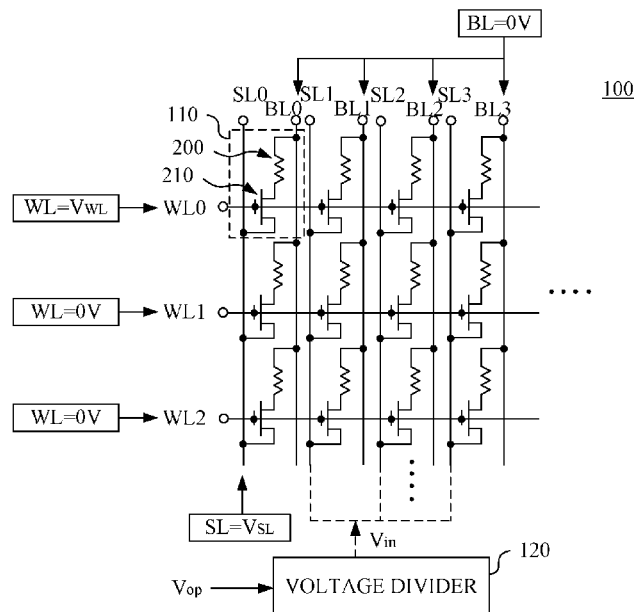 BL=0V
100
SL0
SL1
SL2
SL3
BL0
BL1
BL2
BL3
110
200
210
WL=VWL
WL0
WL=0V
WL1
WL=0V
WL2
SL=VSL
Vin
120
Vop
VOLTAGE DIVIDER